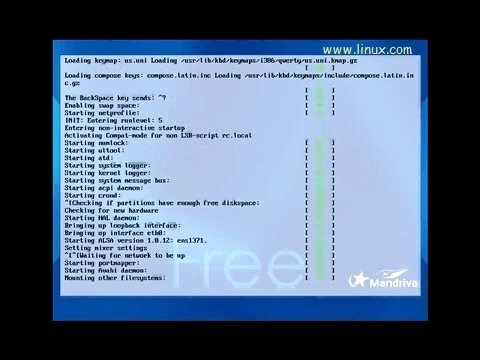 www.linux.com
Loading keymap: us.uni Loading /usr/lib/kbd/keymaps/i386/qwerty/us.uni.kmap.gz
[ ]
Loading compose keys: compose.latin.inc Loading /usr/lib/kbd/keymaps/include/compose.latin.in
c.gz
[ ]
The BackSpace key sends: ^? [ ]
Enabling swap space: [ ]
Starting netprofile: [ ]
INIT: Entering runlevel: 5
Entering non-interactive startup
Activating Compat-mode for non LSB-script rc.local
Starting numlock: [ ]
Starting ultool: [ ]
Starting atd: [ ]
Starting system logger: [ ]
Starting kernel logger: [ ]
Starting system message bus: [ ]
Starting acpi daemon: [ ]
Starting crond: [ ]
^[Checking if partitions have enough free diskspace: [ ]
Checking for new hardware [ ]
Starting HAL daemon: [ ]
Bringing up loopback interface: [ ]
Bringing up interface eth0: [ ]
Starting ALSA version 1.0.12: ens1371. [ ]
Setting mixer settings [ ]
^[^[Waiting for network to be up [ ]
Starting portmapper: [ ]
Starting Avahi daemon: [ ]
Mounting other filesystems: [ ]
Free
Mandriva